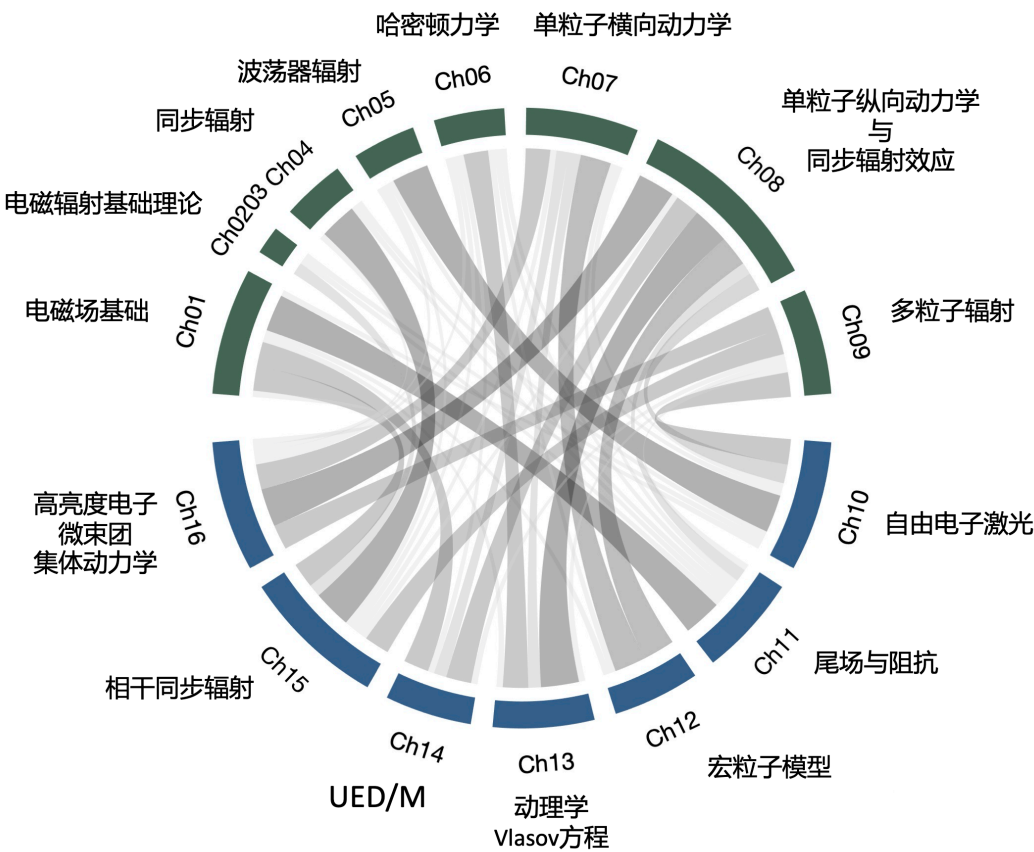 哈密顿力学
单粒子横向动力学
波荡器辐射
Ch06
Ch07
同步辐射
Ch05
单粒子纵向动力学
与
同步辐射效应
Ch08
Ch04
电磁辐射基础理论
Ch0203
电磁场基础
Ch01
Ch09
多粒子辐射
高亮度电子
微束团
集体动力学
Ch16
Ch10
自由电子激光
相干同步辐射
Ch15
Ch11
尾场与阻抗
Ch14
UED/M
Ch13
动理学
Vlasov方程
Ch12
宏粒子模型